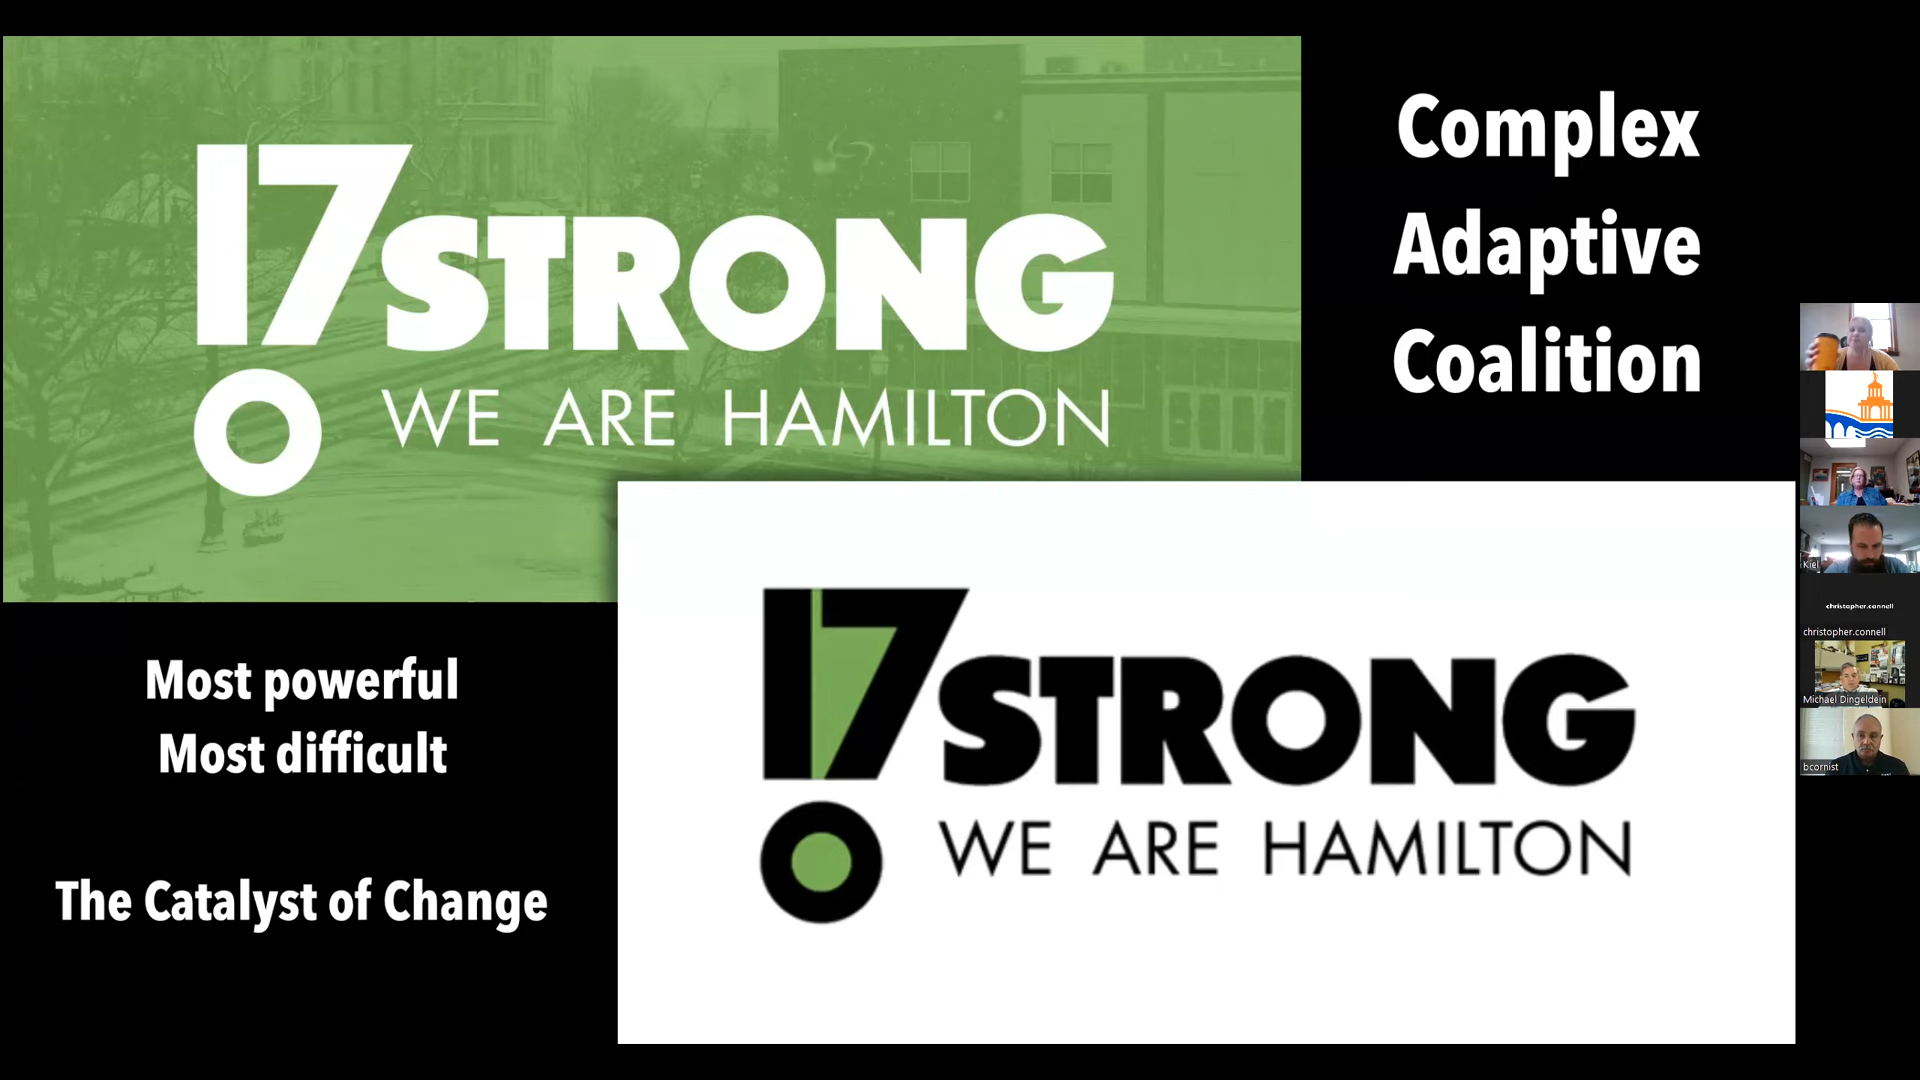 17STRONG
WE ARE HAMILTON
Complex
Adaptive
Coalition
Most powerful
Most difficult
The Catalyst of Change
17STRONG
WE ARE HAMILTON
Kiel
christopher.connell
christopher.connell
Michael Dingeldein
bcornist